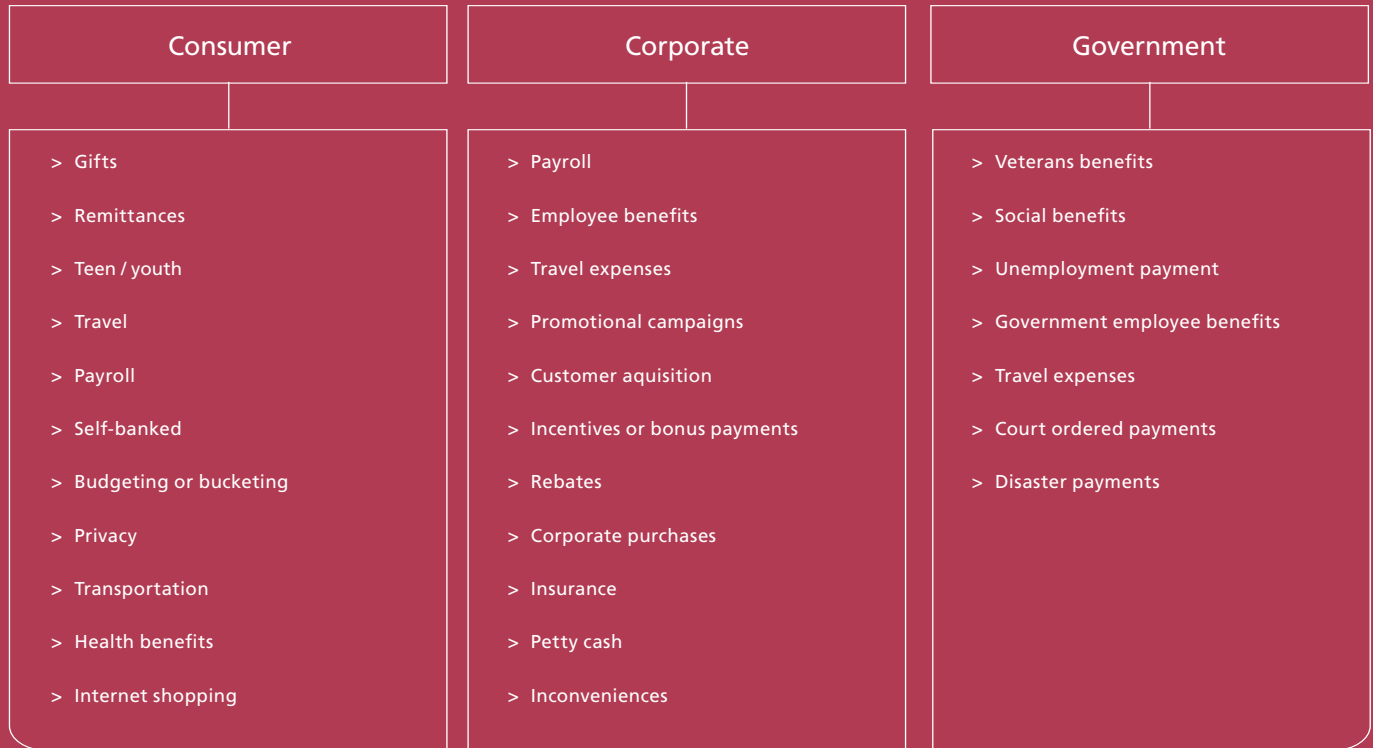 Consumer
> Gifts
> Remittances
> Teen / youth
> Travel
> Payroll
> Self-banked
> Budgeting or bucketing
> Privacy
> Transportation
> Health benefits
> Internet shopping
Corporate
> Payroll
> Employee benefits
> Travel expenses
> Promotional campaigns
> Customer aquisition
> Incentives or bonus payments
> Rebates
> Corporate purchases
> Insurance
> Petty cash
> Inconveniences
Government
> Veterans benefits
> Social benefits
> Unemployment payment
> Government employee benefits
> Travel expenses
> Court ordered payments
> Disaster payments